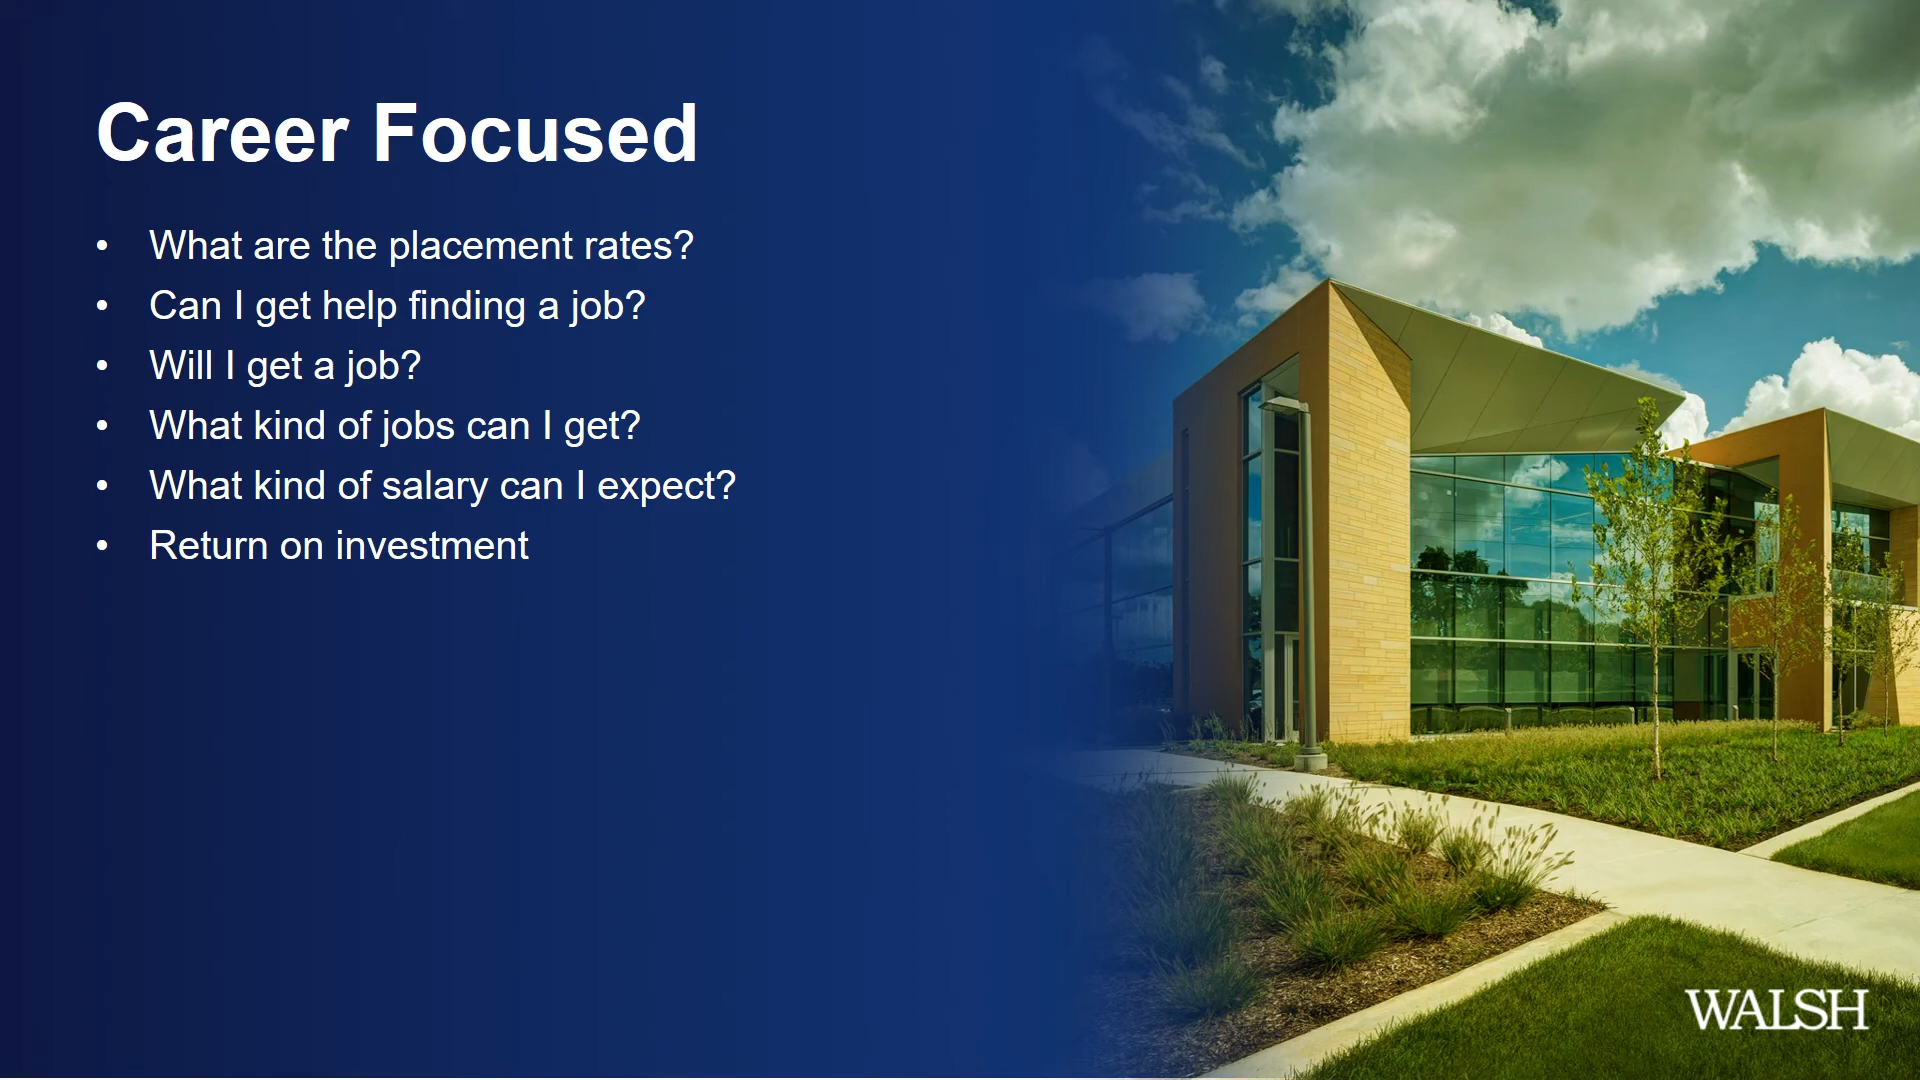 Career Focused
• What are the placement rates?
• Can I get help finding a job?
• Will I get a job?
• What kind of jobs can I get?
• What kind of salary can I expect?
• Return on investment
WALSH